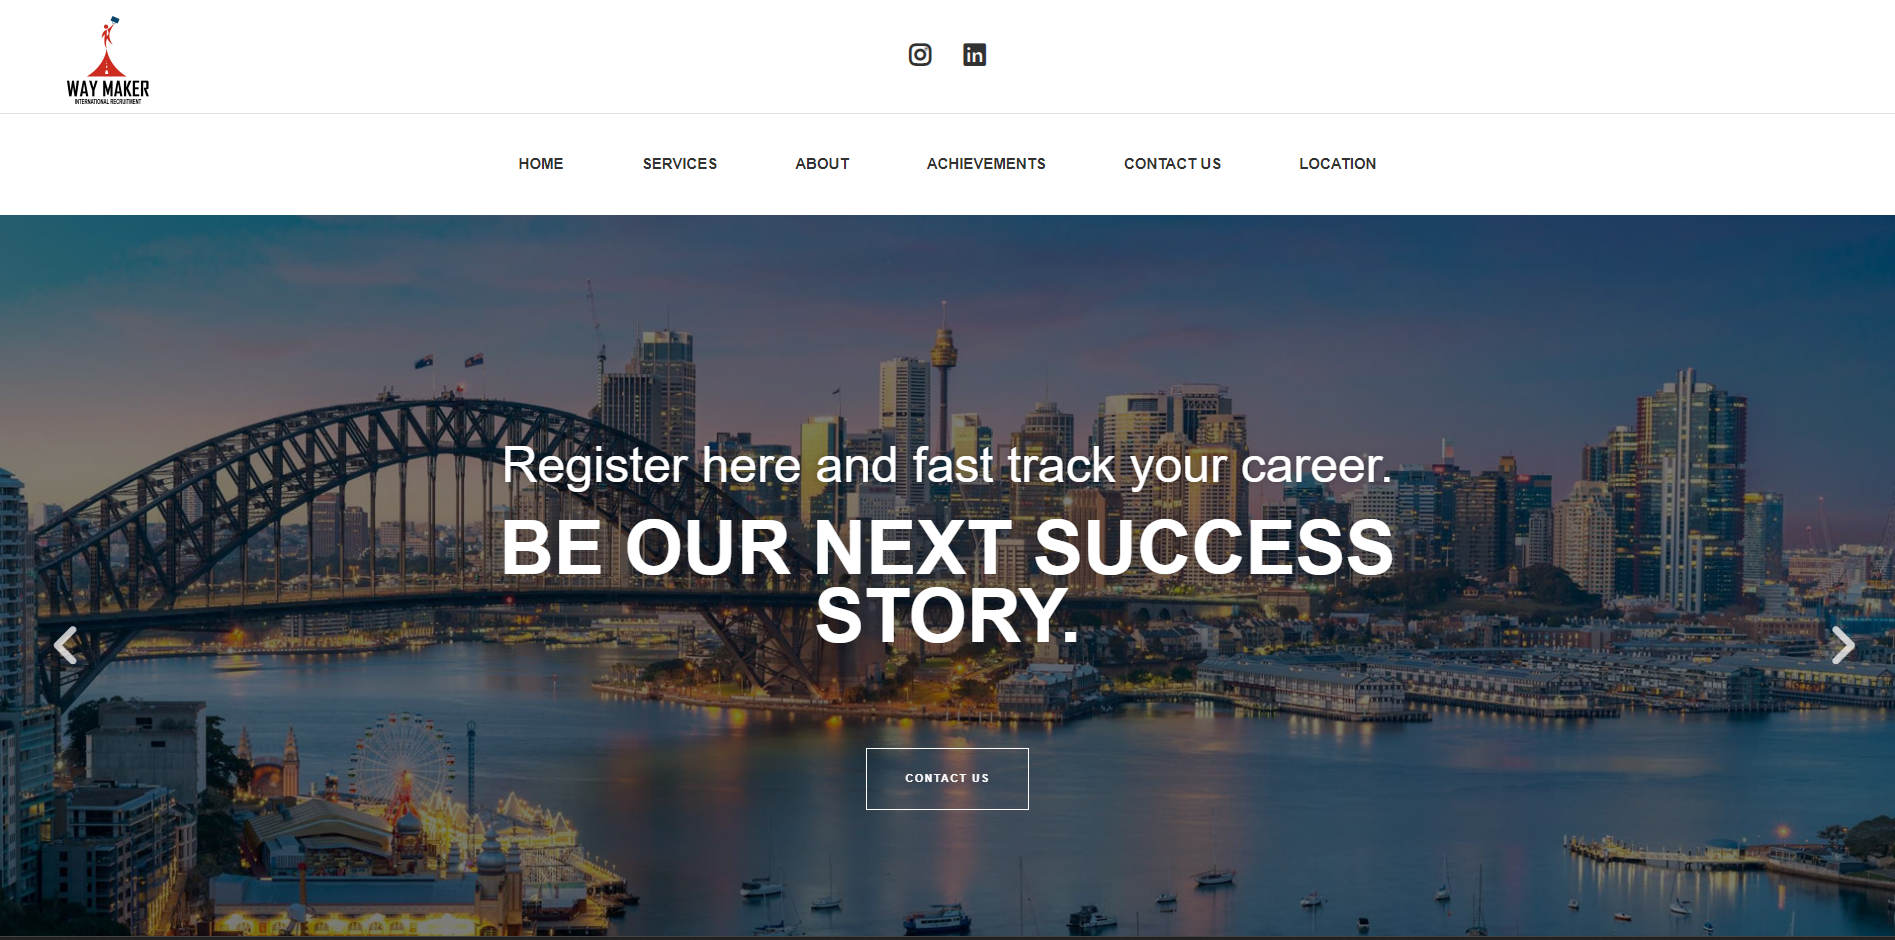 WAY MAKER
INTERNATIONAL RECRUITMENT
in
HOME SERVICES ABOUT ACHIEVEMENTS CONTACT US LOCATION
Register here and fast track your career.
BE OUR NEXT SUCCESS
STORY.
CONTACT US